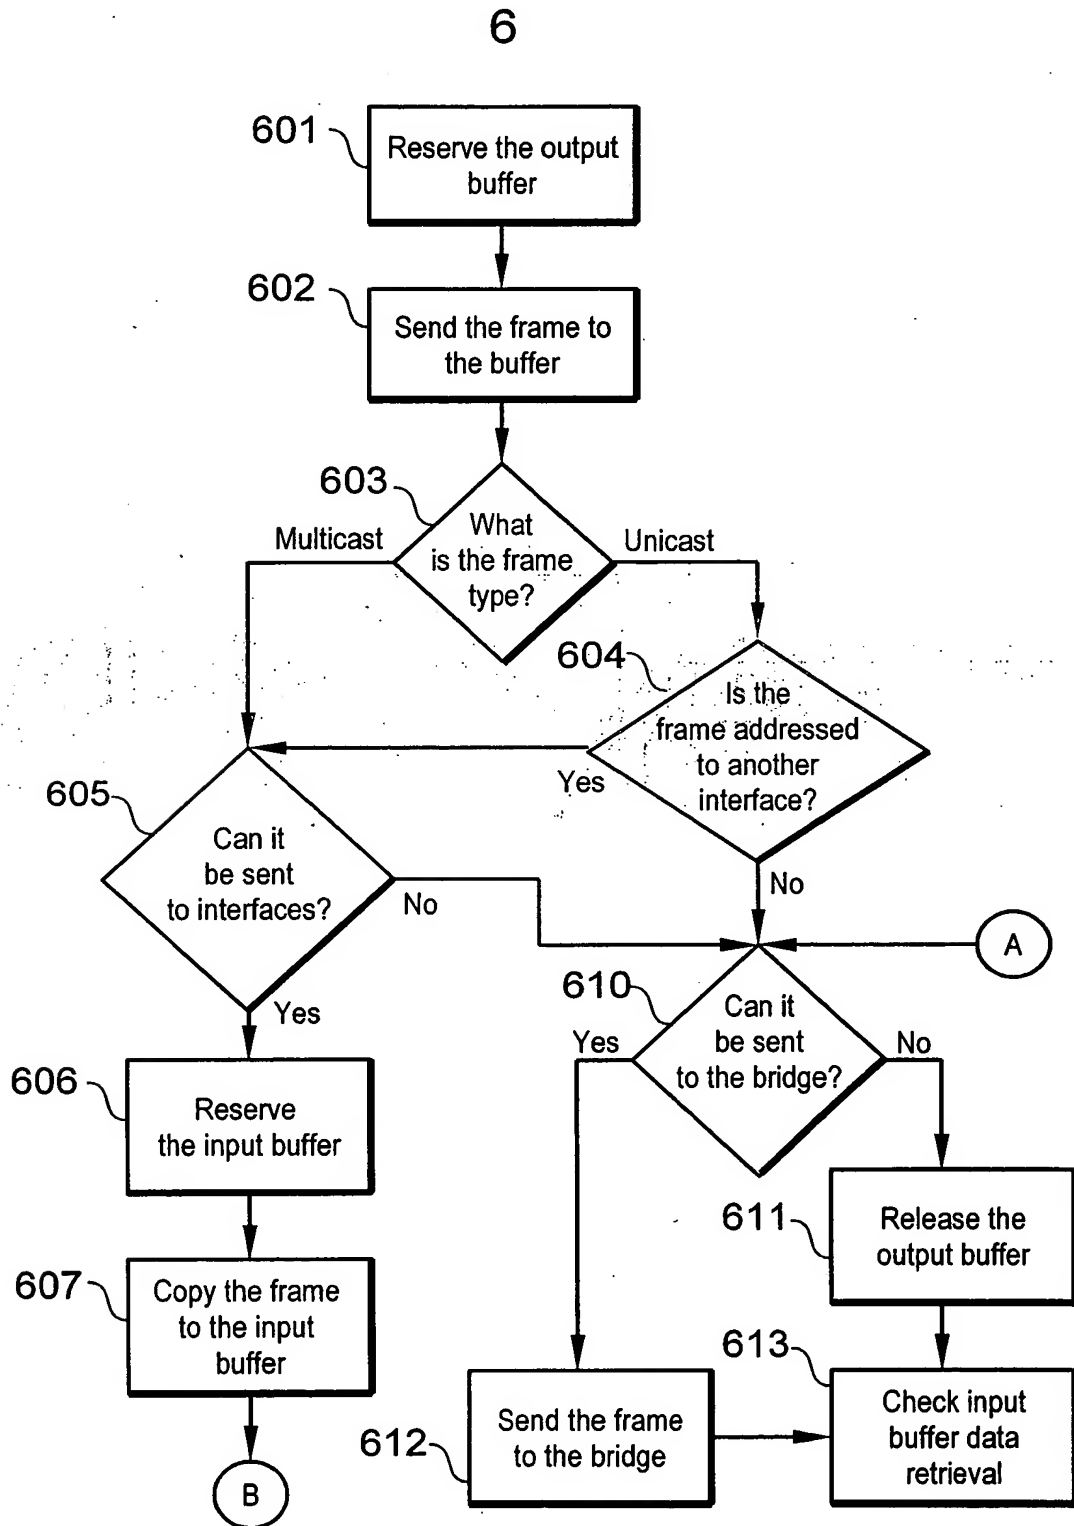 6
601
Reserve the output
buffer
602
Send the frame to
the buffer
603
What
is the frame
type?
Multicast
Unicast
604
Is the
frame addressed
to another
interface?
Yes
No
605
Can it
be sent
to interfaces?
No
Yes
A
610
Can it
be sent
to the bridge?
Yes
No
606
Reserve
the input buffer
611
Release the
output buffer
607
Copy the frame
to the input
buffer
612
Send the frame
to the bridge
613
Check input
buffer data
retrieval
B